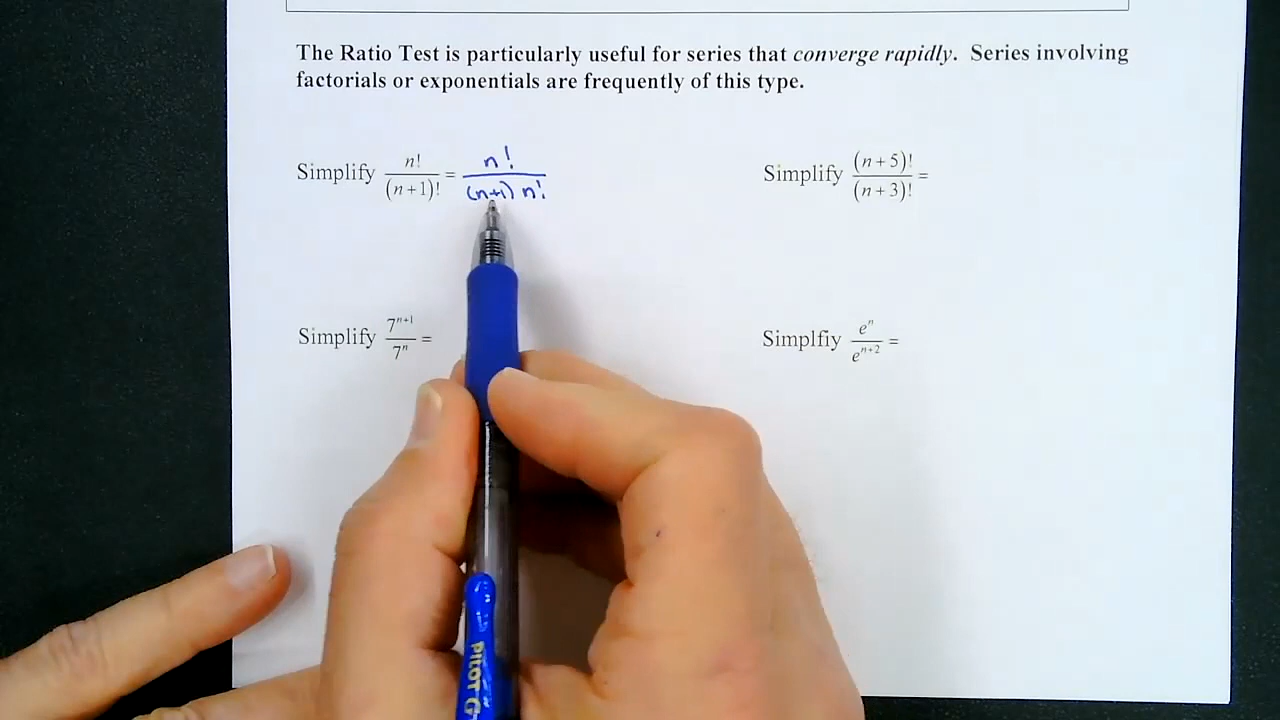 The Ratio Test is particularly useful for series that converge rapidly. Series involving
factorials or exponentials are frequently of this type.
Simplify n!/(n+1)! = n!/(n+1) n!
Simplify (n+5)!/(n+3)! =
Simplify 7^(n+1)/7^n =
Simplfiy e^n/e^(n+2) =
PILOT G